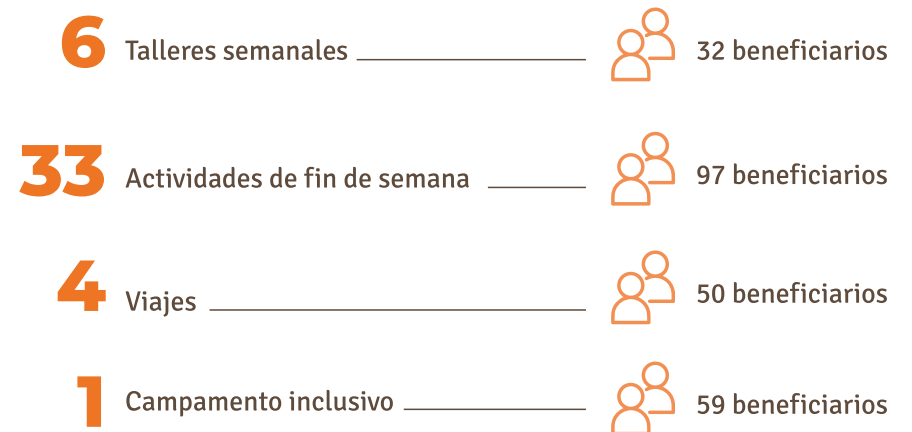 6 Talleres semanales 32 beneficiarios
33 Actividades de fin de semana 97 beneficiarios
4 Viajes 50 beneficiarios
1 Campamento inclusivo 59 beneficiarios